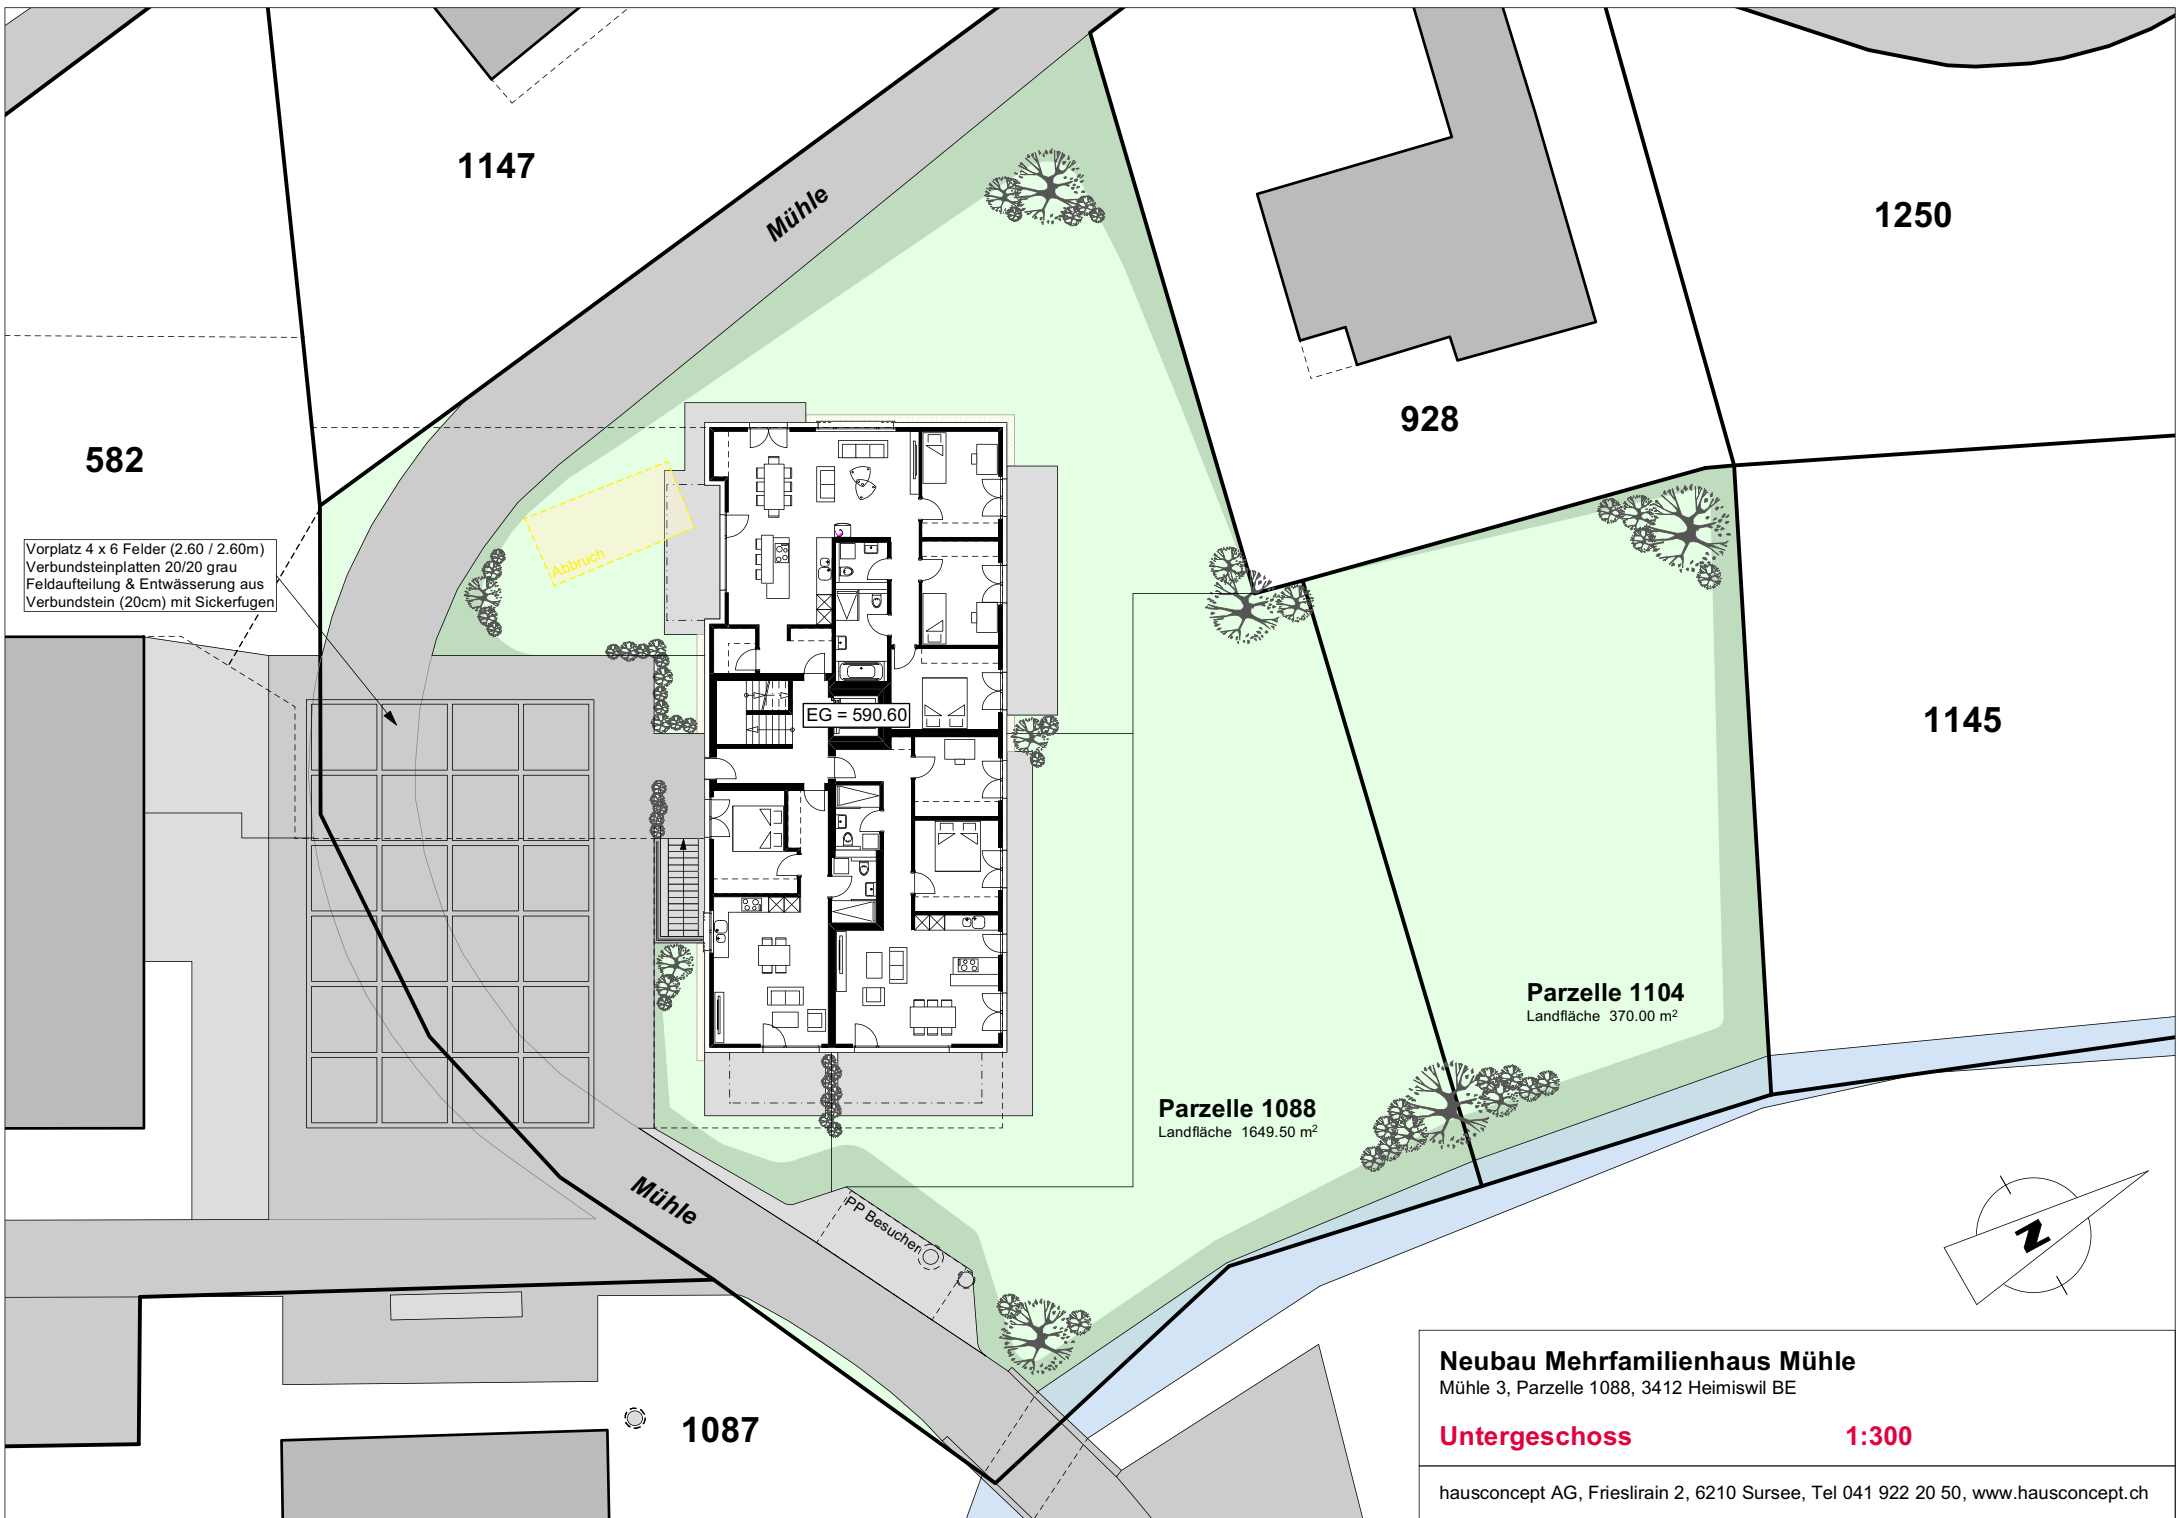 1147
Mühle
1250
928
582
Vorplatz 4 x 6 Felder (2.60 / 2.60m)
Verbundsteinplatten 20/20 grau
Feldaufteilung & Entwässerung aus
Verbundstein (20cm) mit Sickerfugen
Abbruch
EG = 590.60
1145
Parzelle 1104
Landfläche 370.00 m²
Parzelle 1088
Landfläche 1649.50 m²
Mühle
PP Besucher
N
1087
Neubau Mehrfamilienhaus Mühle
Mühle 3, Parzelle 1088, 3412 Heimiswil BE
Untergeschoss 1:300
hausconcept AG, Frieslirain 2, 6210 Sursee, Tel 041 922 20 50, www.hausconcept.ch